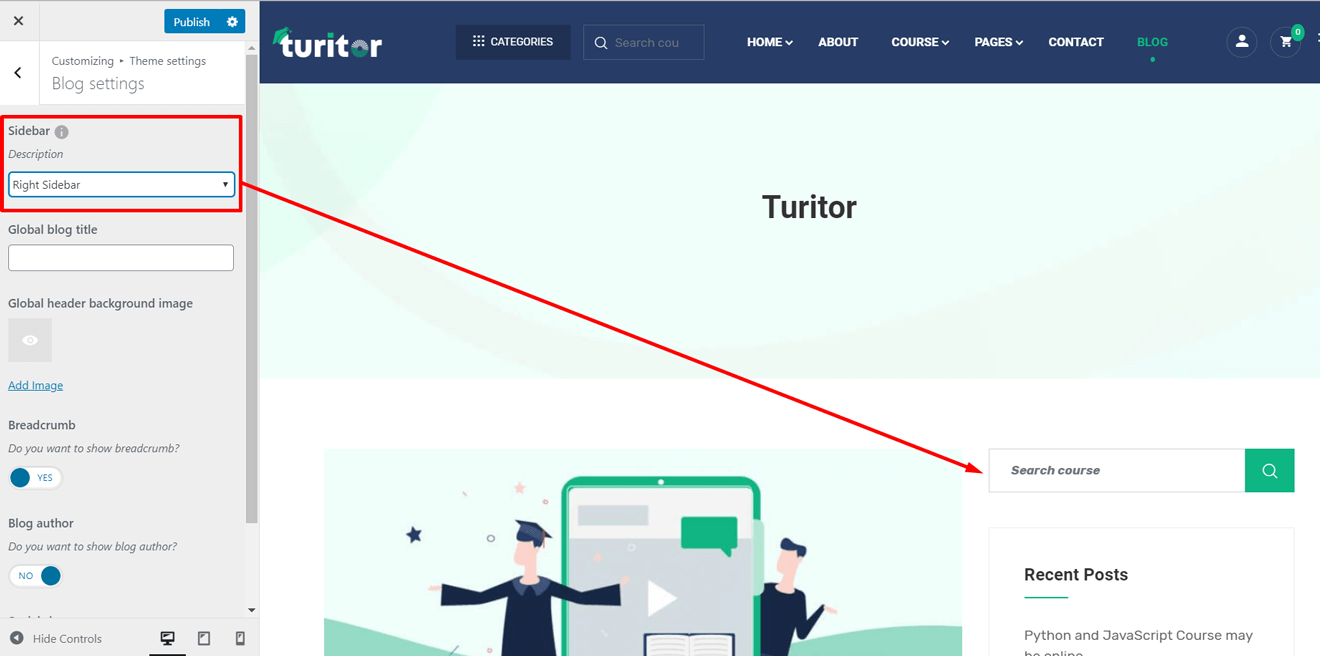 Publish
Customizing ▸ Theme settings
Blog settings
Sidebar
Description
Right Sidebar
Global blog title
Global header background image
Add Image
Breadcrumb
Do you want to show breadcrumb?
YES
Blog author
Do you want to show blog author?
NO
Hide Controls
turitor
CATEGORIES
Search cou
HOME
ABOUT
COURSE
PAGES
CONTACT
BLOG
0
Turitor
Search course
Recent Posts
Python and JavaScript Course may
be online